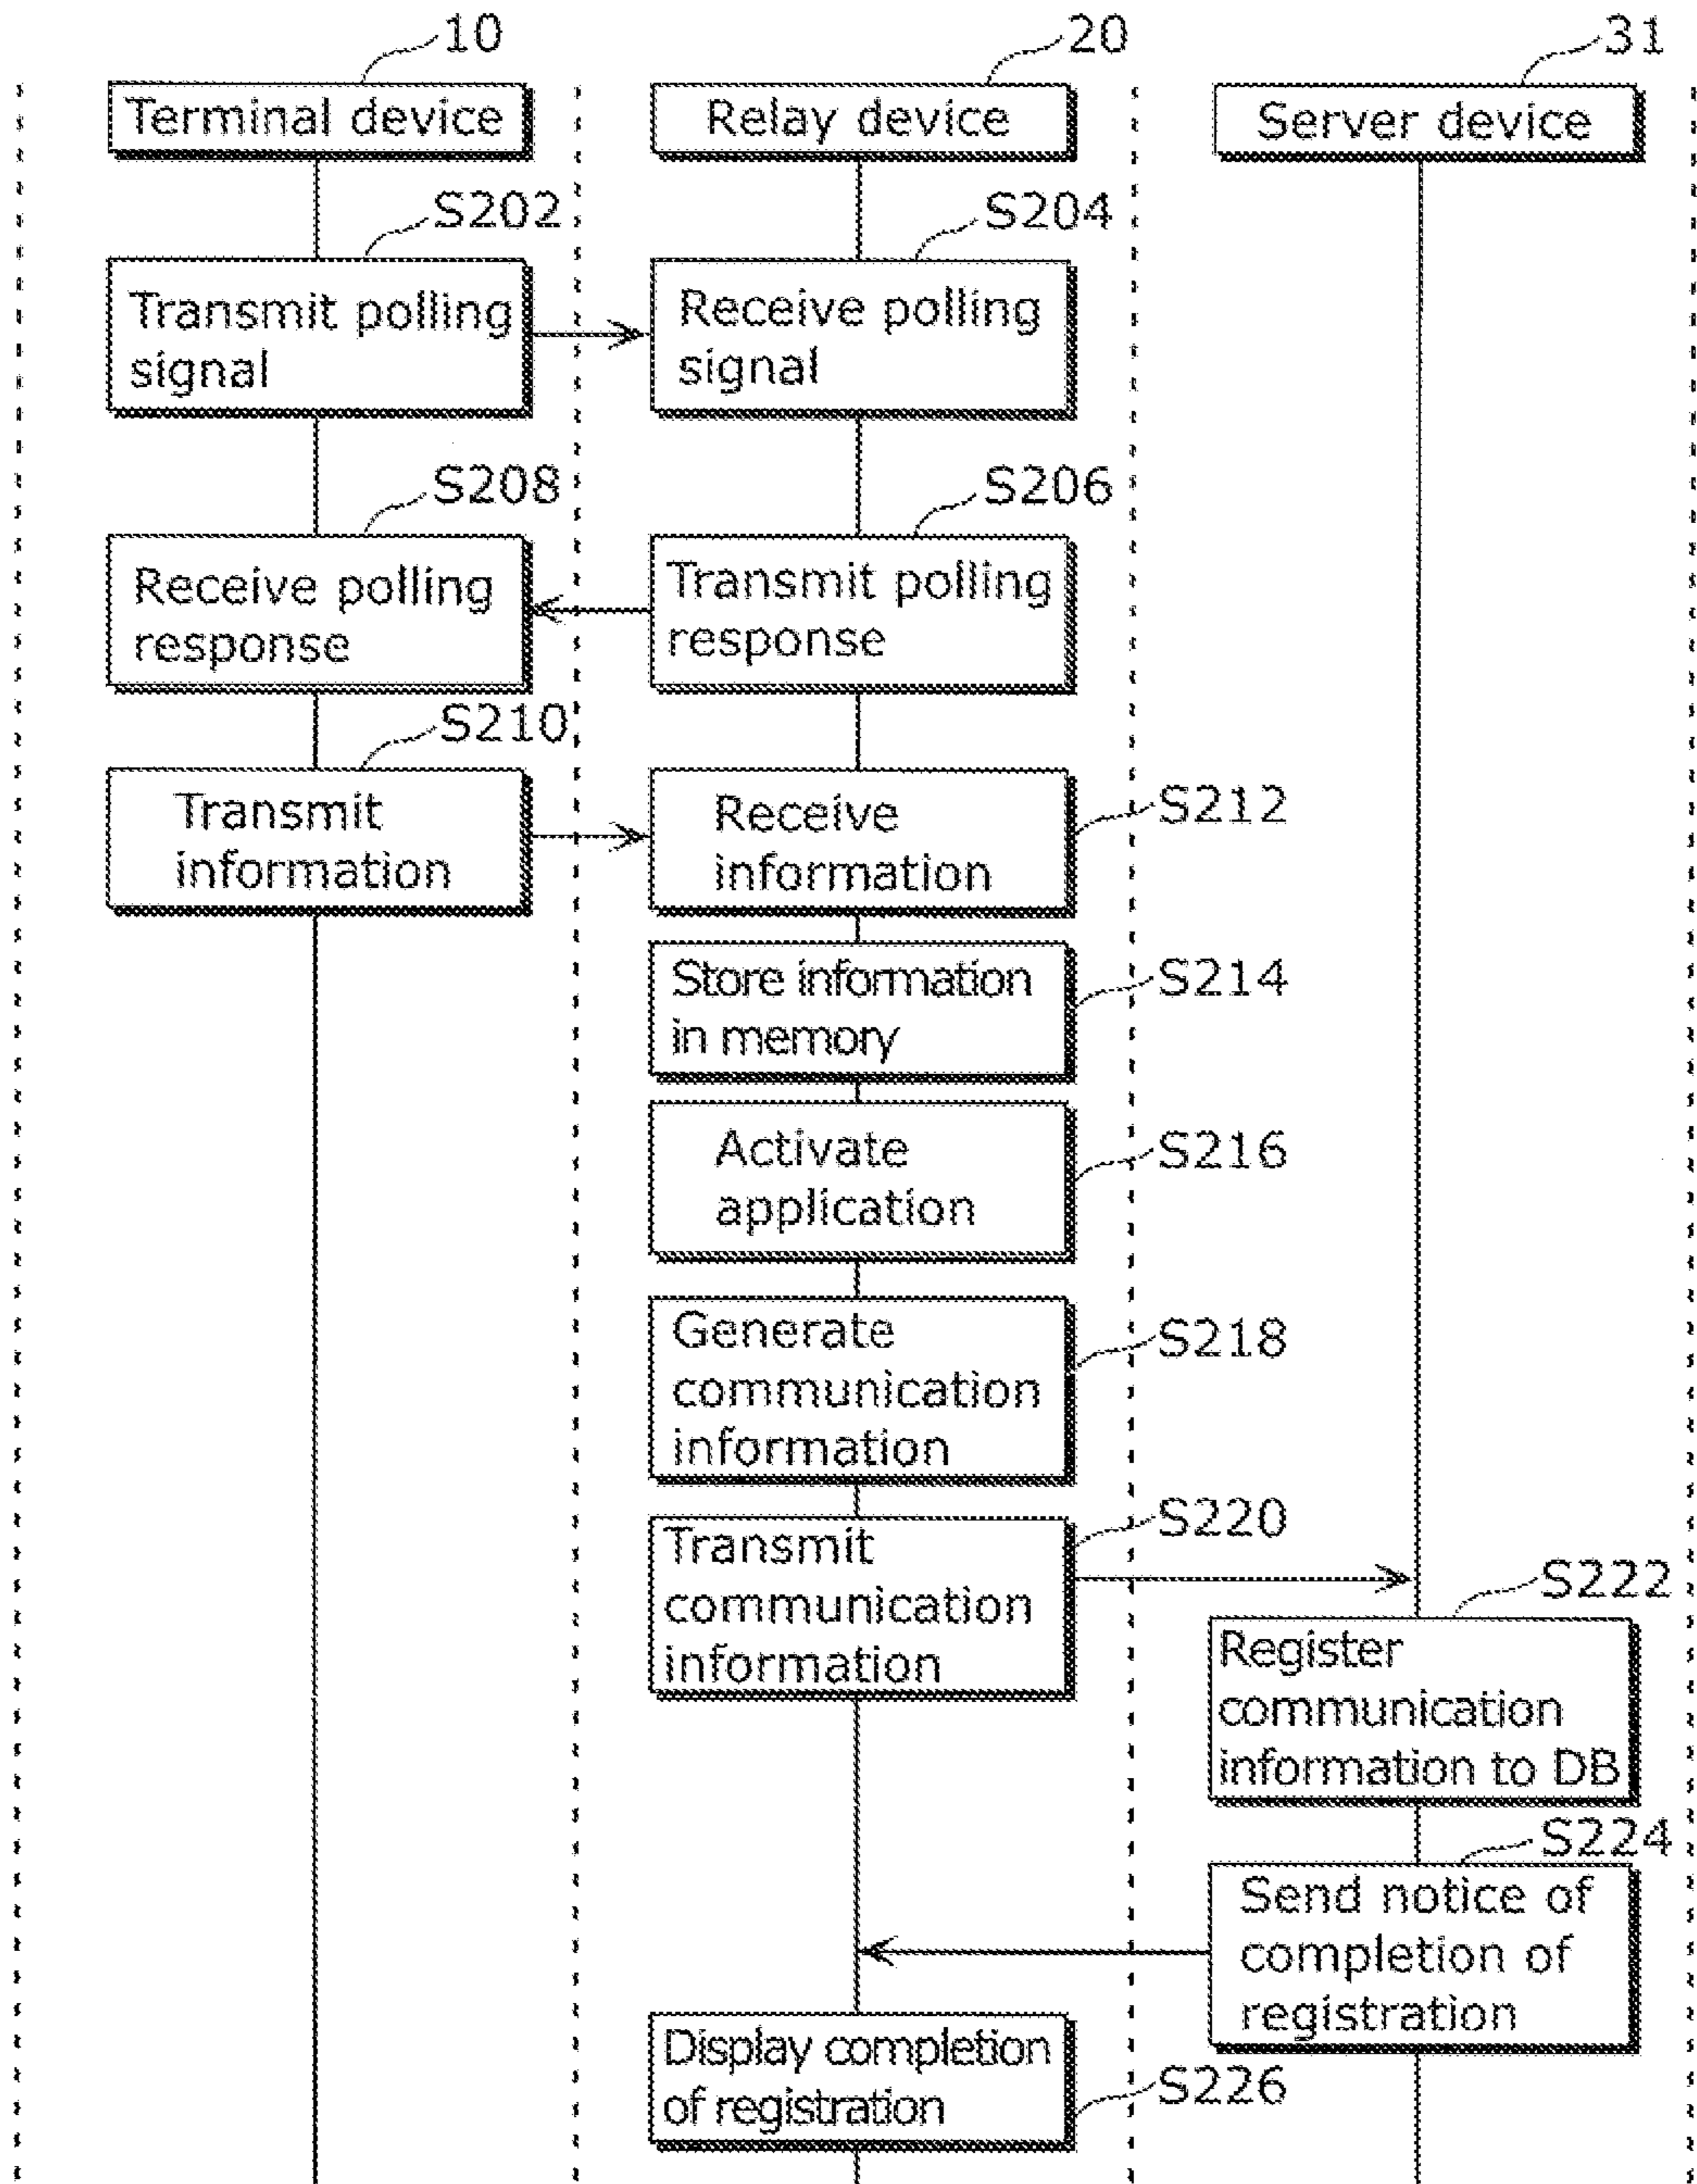 10
20
31
Terminal device
Relay device
Server device
S202
S204
Transmit polling
signal
Receive polling
signal
S208
S206
Receive polling
response
Transmit polling
response
S210
Transmit
information
Receive
information
S212
Store information
in memory
S214
Activate
application
S216
Generate
communication
information
S218
Transmit
communication
information
S220
S222
Register
communication
information to DB
S224
Send notice of
completion of
registration
Display completion
of registration
S226